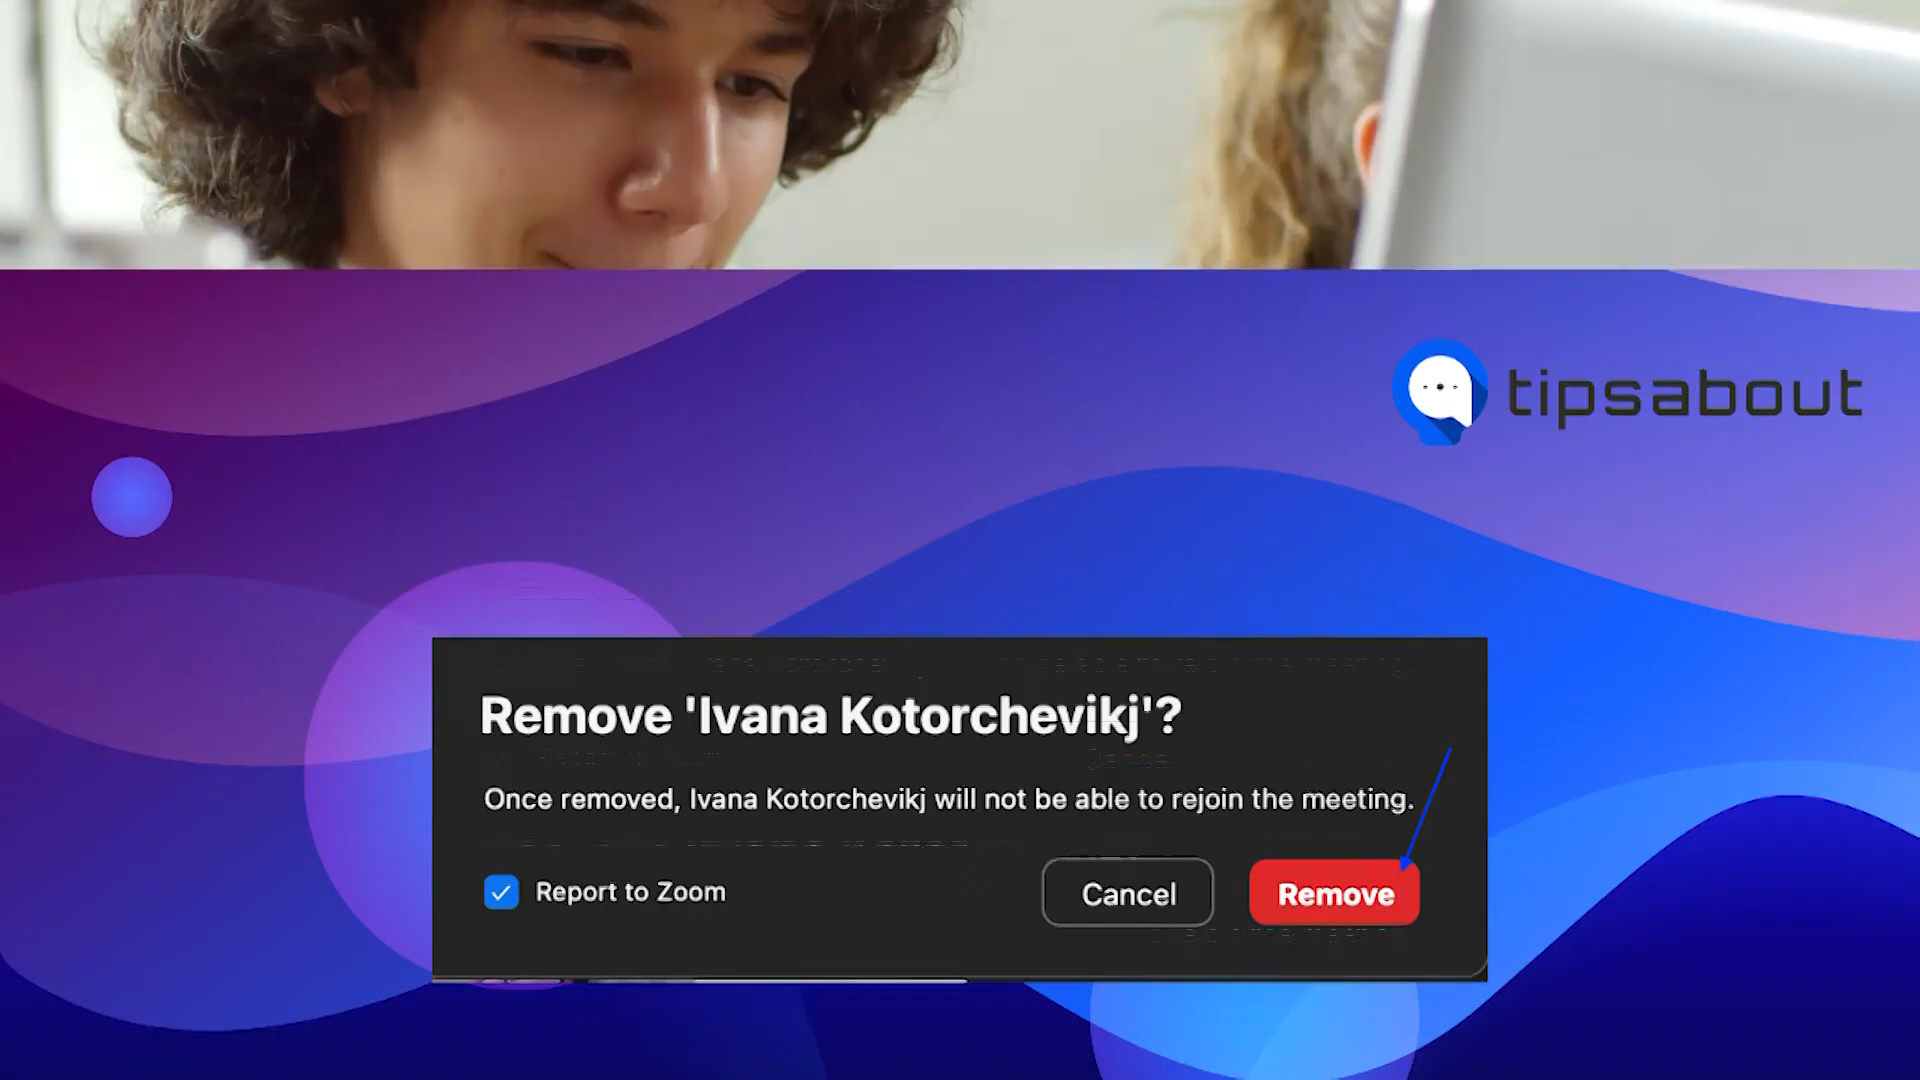 tipsabout
Remove 'Ivana Kotorchevikj'?
Once removed, Ivana Kotorchevikj will not be able to rejoin the meeting.
Report to Zoom
Cancel
Remove